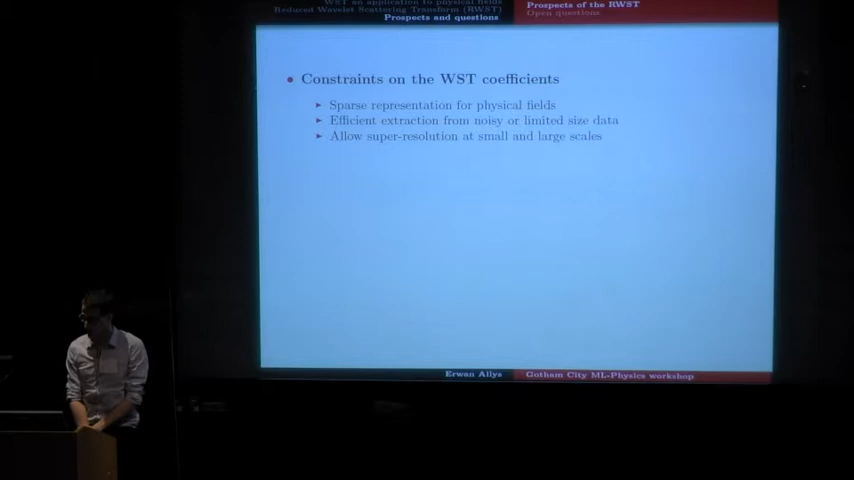 WST an application to physical fields
Reduced Wavelet Scattering Transform (RWST)
Prospects and questions
Prospects of the RWST
Open questions
• Constraints on the WST coefficients
▶ Sparse representation for physical fields
▶ Efficient extraction from noisy or limited size data
▶ Allow super-resolution at small and large scales
Erwan Allys
Gotham City ML-Physics workshop